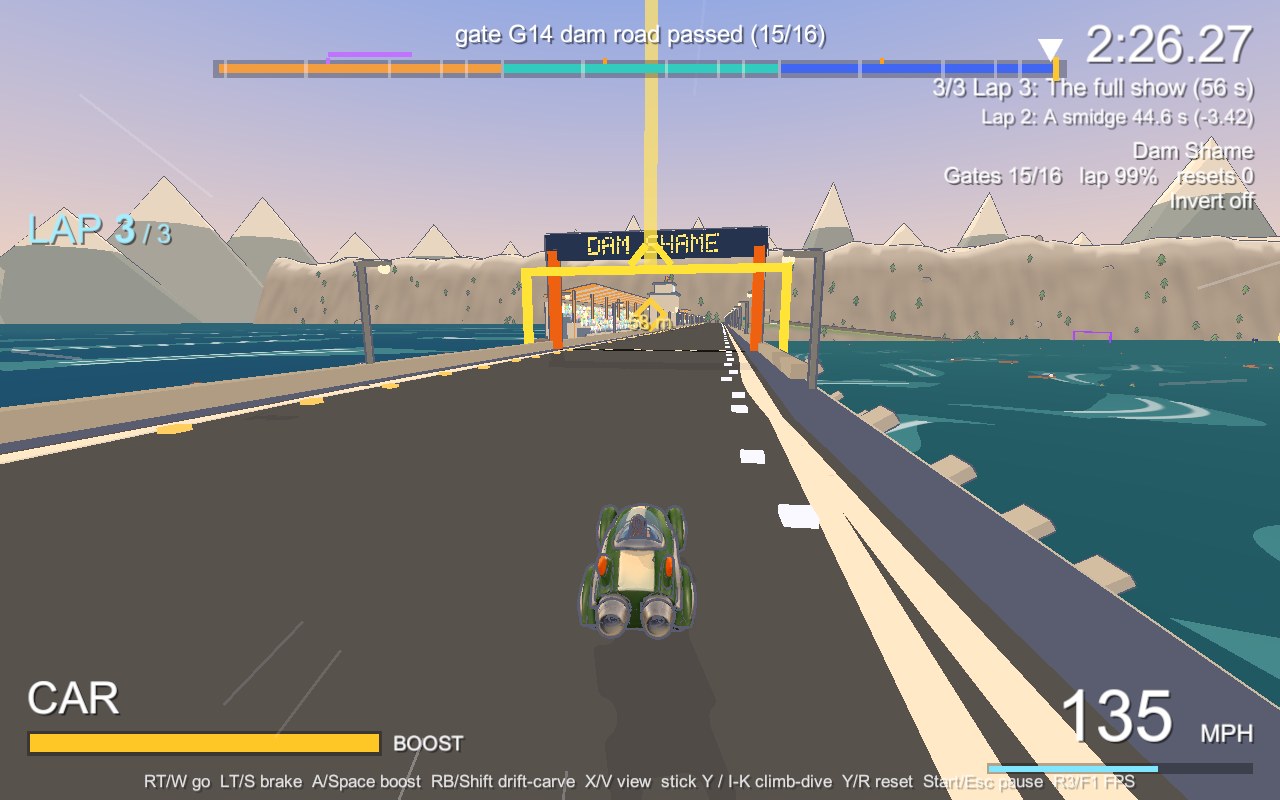 gate G14 dam road passed (15/16)
2:26.27
3/3 Lap 3: The full show (56 s)
Lap 2: A smidge 44.6 s (-3.42)
Dam Shame
Gates 15/16 lap 99% resets 0
Invert off
LAP 3 / 3
DAM SHAME
CAR
BOOST
135 MPH
RT/W go LT/S brake A/Space boost RB/Shift drift-carve X/V view stick Y / I-K climb-dive Y/R reset Start/Esc pause R3/F1 FPS